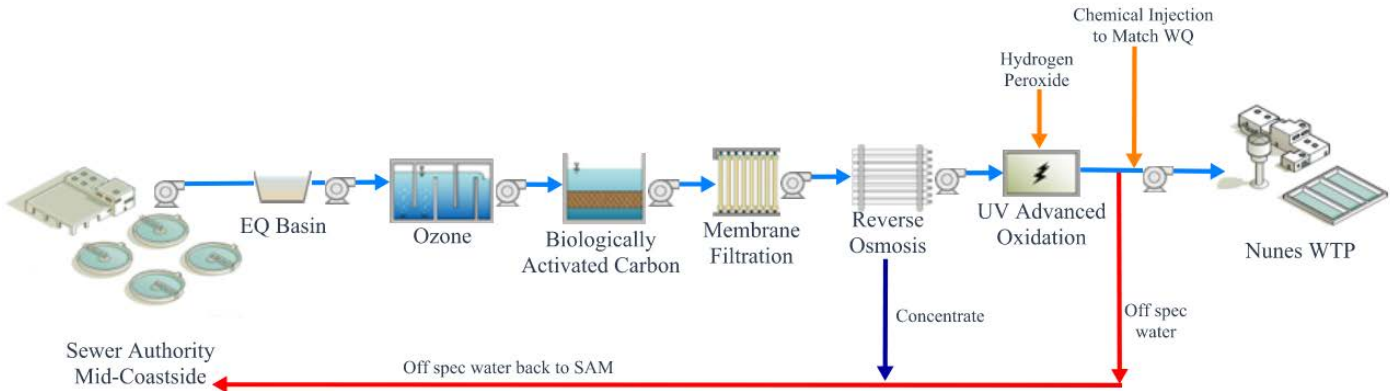 Chemical Injection
to Match WQ
Hydrogen
Peroxide
EQ Basin
Ozone
Biologically
Activated Carbon
Membrane
Filtration
Reverse
Osmosis
UV Advanced
Oxidation
Nunes WTP
Concentrate
Off spec
water
Sewer Authority
Mid-Coastside
Off spec water back to SAM